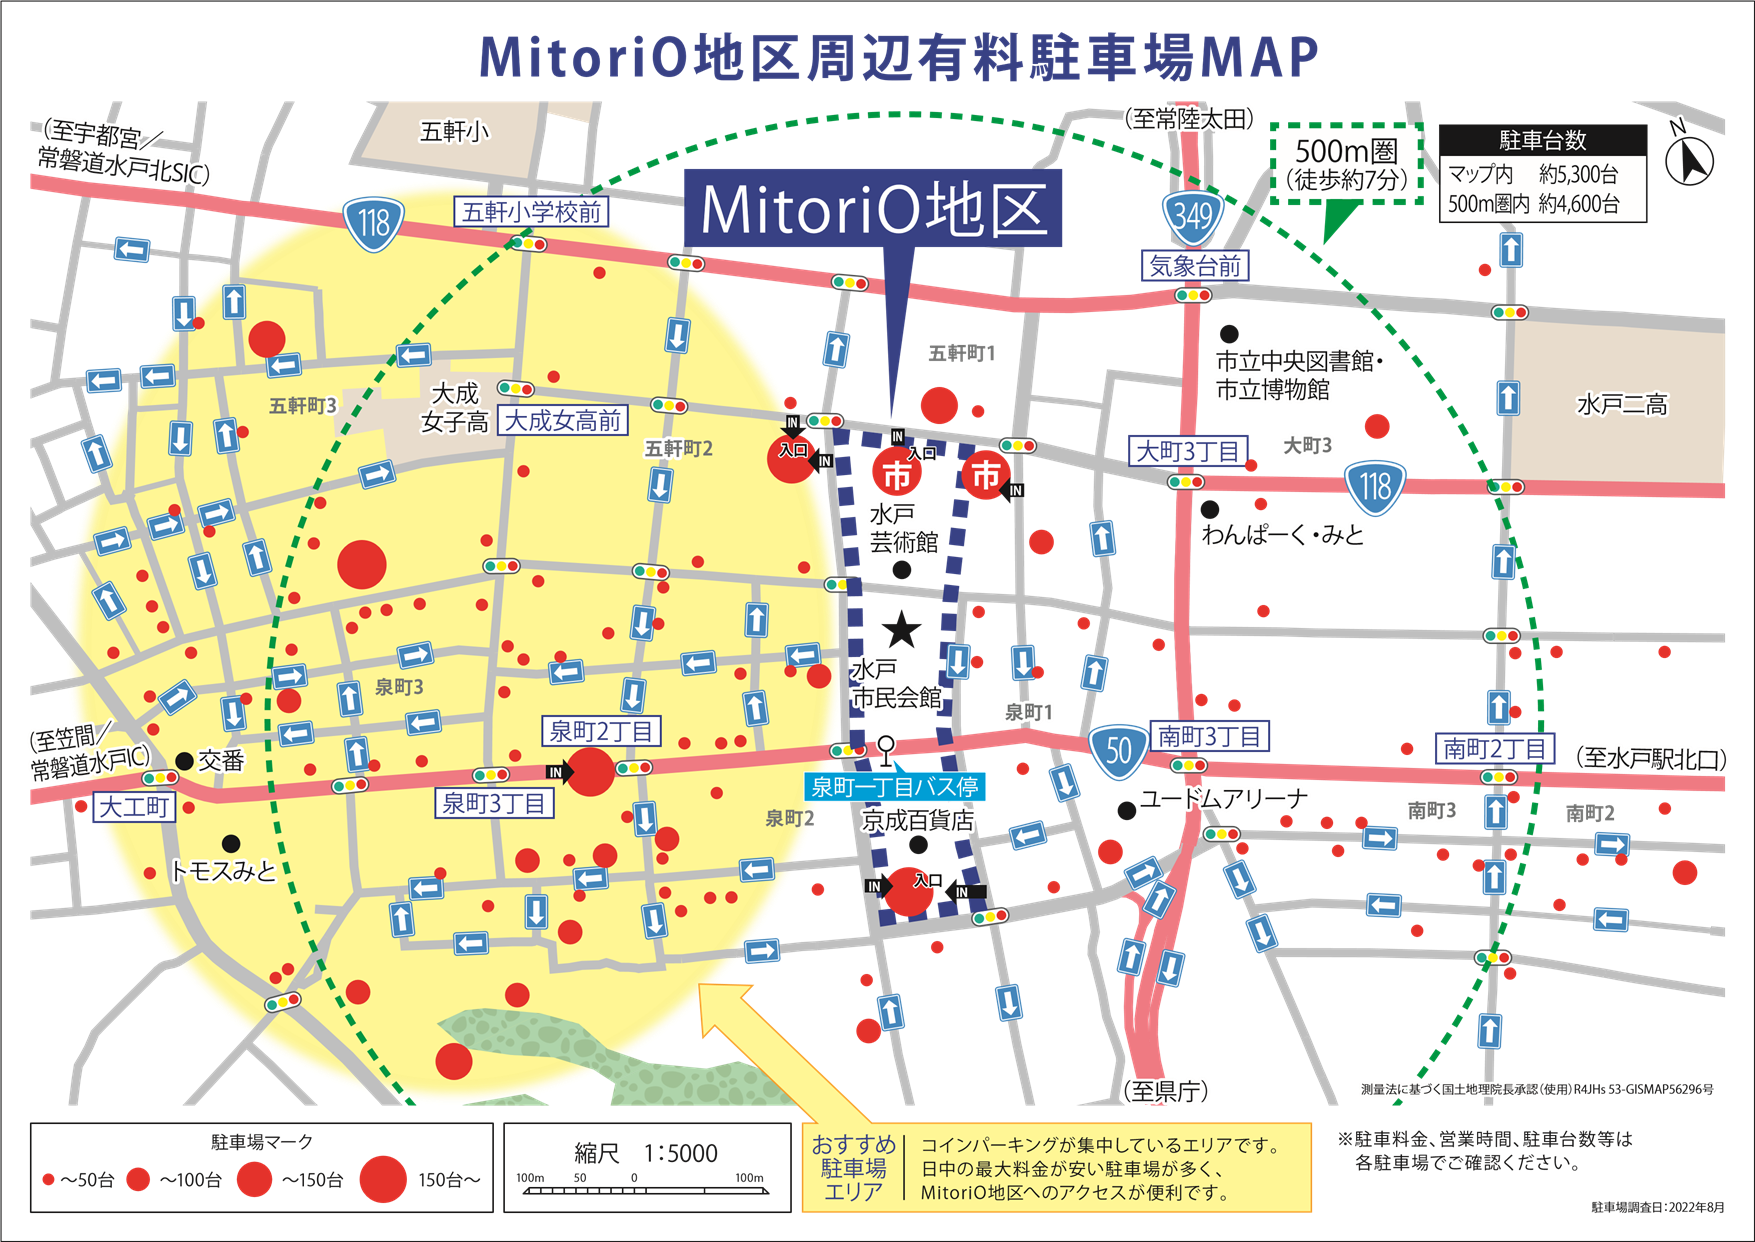 MitoriO地区周辺有料駐車場MAP
(至宇都宮／
常磐道水戸北SIC)
五軒小
(至常陸太田)
500m圏
(徒歩約7分)
駐車台数
マップ内 約5,300台
500m圏内 約4,600台
N
118
五軒小学校前
MitoriO地区
349
気象台前
市立中央図書館・
市立博物館
五軒町1
五軒町3
大成
女子高
大成女高前
五軒町2
水戸二高
大町3丁目
大町3
118
IN
入口
IN
IN
入口
市
市
IN
水戸
芸術館
わんぱーく・みと
水戸
市民会館
泉町3
泉町1
(至笠間／
常磐道水戸IC)
交番
大工町
泉町2丁目
IN
泉町3丁目
50
南町3丁目
南町2丁目
(至水戸駅北口)
泉町一丁目バス停
泉町2
京成百貨店
ユードムアリーナ
南町3
南町2
トモスみと
IN
入口
IN
(至県庁)
測量法に基づく国土地理院長承認(使用)R4JHs 53-GISMAP56296号
駐車場マーク
～50台
～100台
～150台
150台～
縮尺 1:5000
100m 50 0 100m
おすすめ
駐車場
エリア
コインパーキングが集中しているエリアです。
日中の最大料金が安い駐車場が多く、
MitoriO地区へのアクセスが便利です。
※駐車料金、営業時間、駐車台数等は
各駐車場でご確認ください。
駐車場調査日：2022年8月